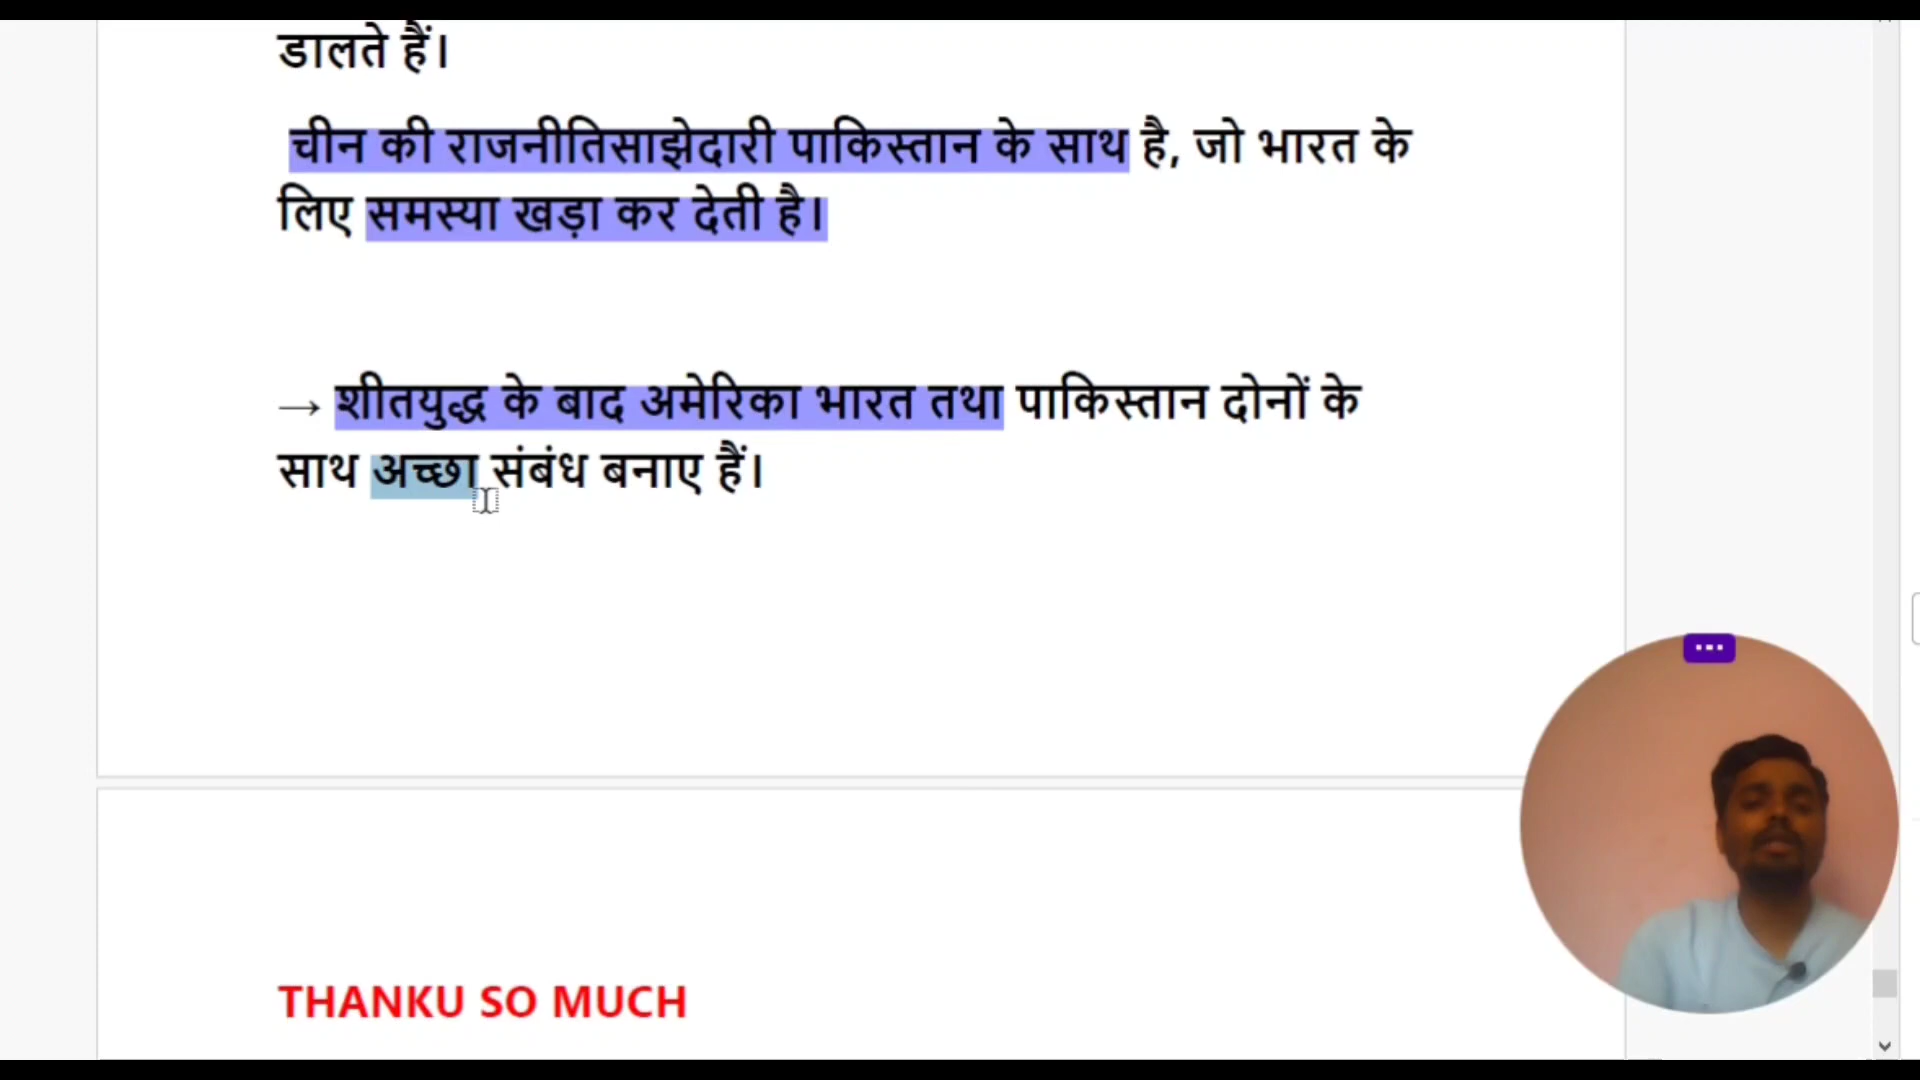 डालते हैं।
चीन की राजनीतिसाझेदारी पाकिस्तान के साथ है, जो भारत के
लिए समस्या खड़ा कर देती है।
→ शीतयुद्ध के बाद अमेरिका भारत तथा पाकिस्तान दोनों के
साथ अच्छा संबंध बनाए हैं।
THANKU SO MUCH